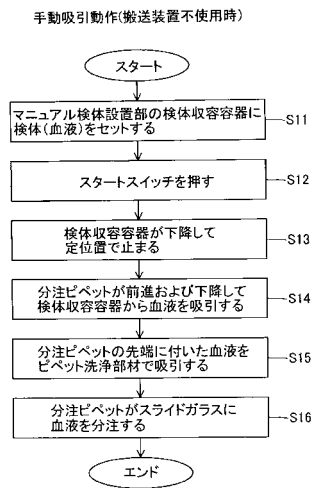 手動吸引動作(搬送装置不使用時)
スタート
マニュアル検体設置部の検体収容容器に
検体(血液)をセットする
S11
スタートスイッチを押す
S12
検体収容容器が下降して
定位置で止まる
S13
分注ピペットが前進および下降して
検体収容容器から血液を吸引する
S14
分注ピペットの先端に付いた血液を
ピペット洗浄部材で吸引する
S15
分注ピペットがスライドガラスに
血液を分注する
S16
エンド